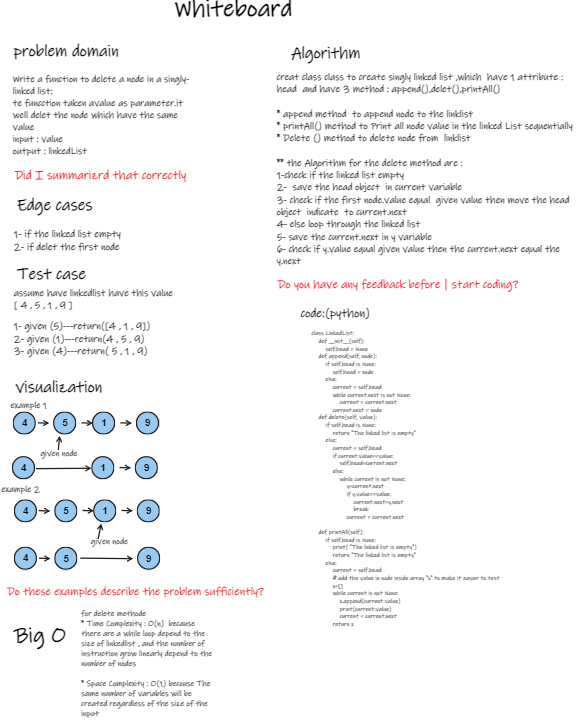 Whiteboard
problem domain
Write a function to delete a node in a singly-
linked list:
te function taken avalue as parameter.it
well delet the node which have the same
value
input : value
output : linkedList
Did I summarizrd that correctly
Edge cases
1- if the linked list empty
2- if delet the first node
Test case
assume have linkedlist have this value
[ 4 , 5 , 1 , 9 ]
1- given (5)---return([4 , 1 , 9])
2- given (1)---return(4 , 5 , 9)
3- given (4)---return( 5 , 1 , 9)
Visualization
example 1
4 5 1 9
given node
4 1 9
example 2
4 5 1 9
given node
4 5 9
Do these examples describe the problem sufficiently?
Big O
for delete methode
* Time Complexity : O(n) because
there are a while loop depend to the
size of linkedlist , and the number of
instruction grow linearly depend to the
number of nodes
* Space Complexity : O(1) becouse The
same number of variables will be
created regardless of the size of the
input
Algorithm
creat class class to create singly linked list ,which have 1 attribute :
head and have 3 method : append(),delet(),printAll()
* append method to append node to the linklist
* printAll() method to Print all node value in the linked List sequentially
* Delete () method to delete node from linklist
** the Algorithm for the delete method are :
1-check if the linked list empty
2- save the head object in current variable
3- check if the first node.value equal given value then move the head
object indicate to current.next
4- else loop through the linked list
5- save the current.next in y variable
6- check if y.value equal given value then the current.next equal the
y.next
Do you have any feedback before I start coding?
code:(python)
class LinkedList:
def __init__(self):
self.head = None
def append(self, node):
if self.head is None:
self.head = node
else:
current = self.head
while current.next is not None:
current = current.next
current.next = node
def delete(self, value):
if self.head is None:
return "The linked list is empty"
else:
current = self.head
if current.value==value:
self.head=current.next
else:
while current is not None:
y=current.next
if y.value==value:
current.next=y.next
break
current = current.next
def printAll(self):
if self.head is None:
print( "The linked list is empty")
return "The linked list is empty"
else:
current = self.head
# add the value in node inside array "x" to make it easier to test
x=[]
while current is not None:
x.append(current.value)
print(current.value)
current = current.next
return x